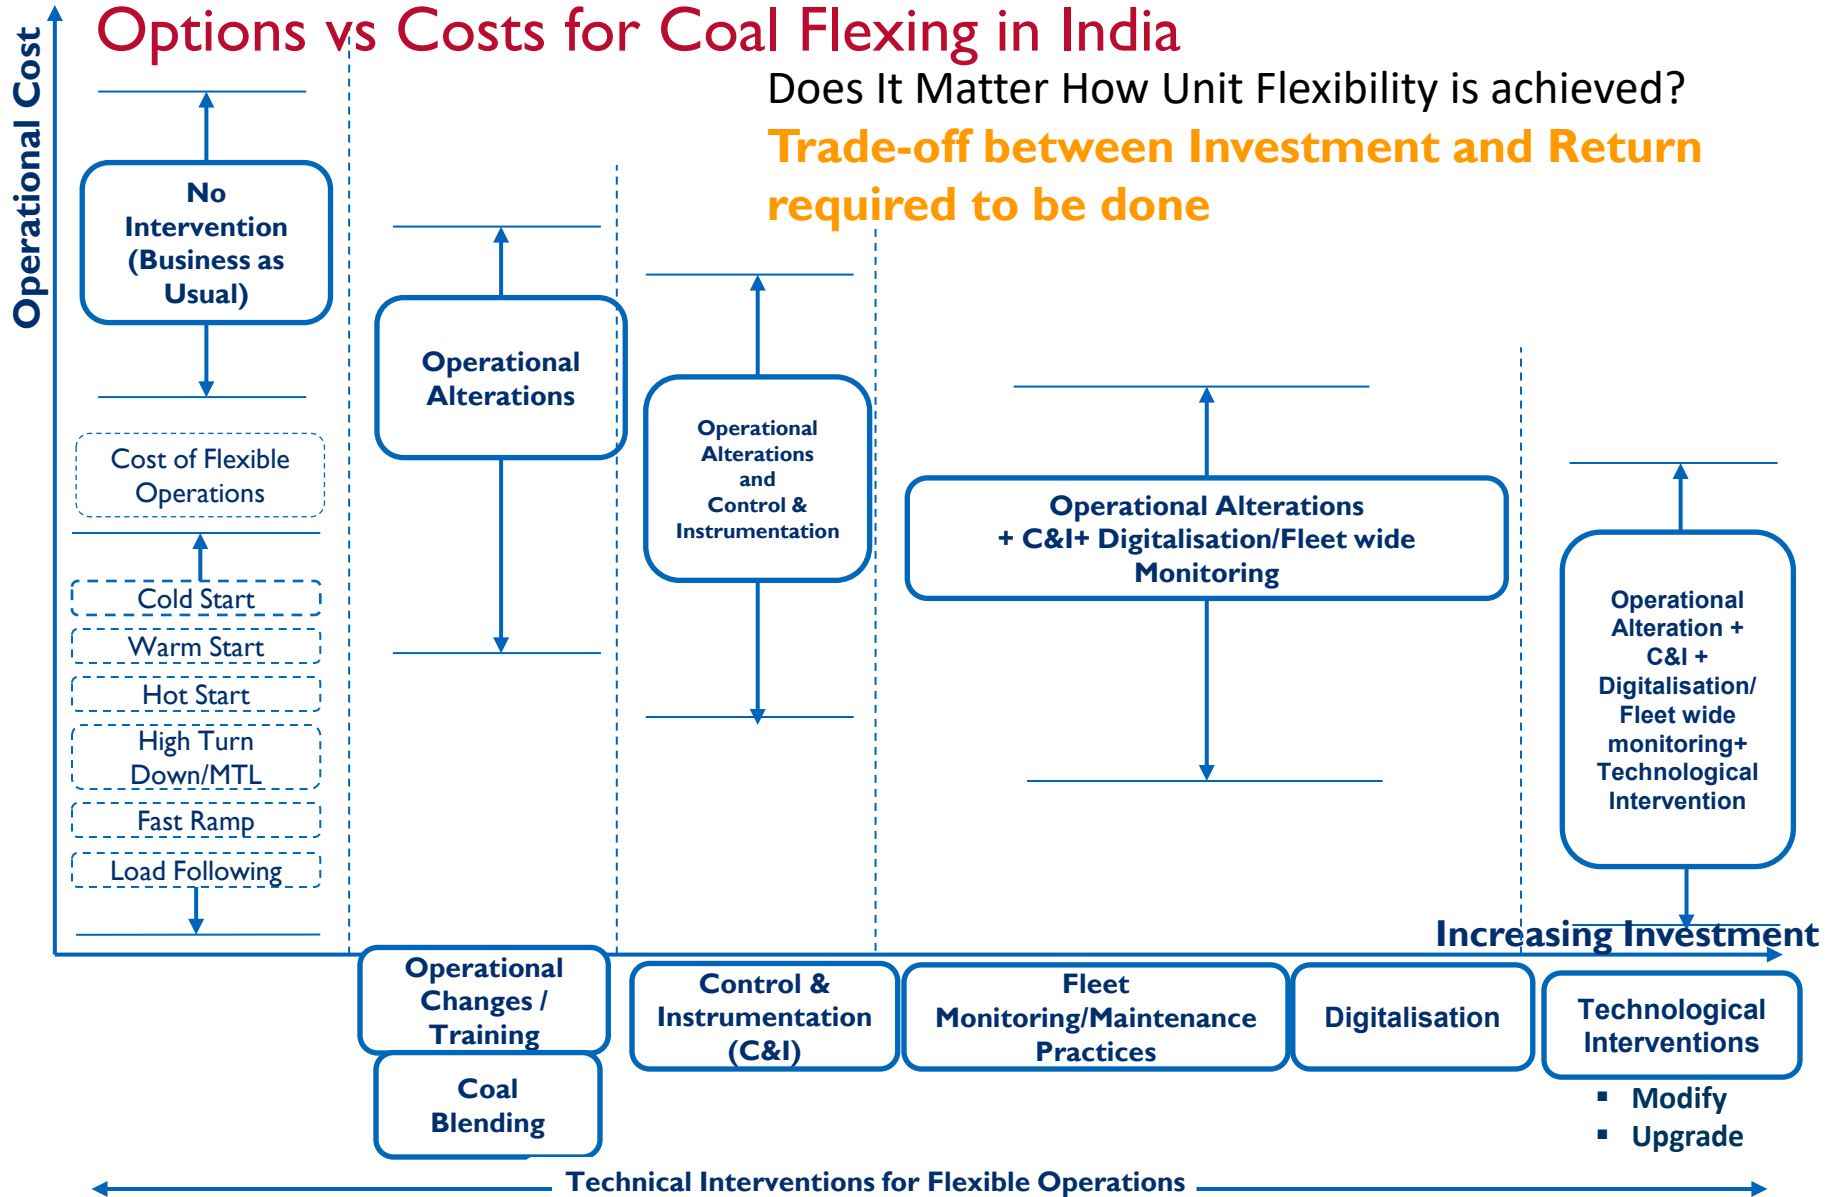 Options vs Costs for Coal Flexing in India
Does It Matter How Unit Flexibility is achieved?
Trade-off between Investment and Return
required to be done
Operational Cost
No
Intervention
(Business as
Usual)
Cost of Flexible
Operations
Cold Start
Warm Start
Hot Start
High Turn
Down/MTL
Fast Ramp
Load Following
Operational
Alterations
Operational
Alterations
and
Control &
Instrumentation
Operational Alterations
+ C&I+ Digitalisation/Fleet wide
Monitoring
Operational
Alteration +
C&I +
Digitalisation/
Fleet wide
monitoring+
Technological
Intervention
Increasing Investment
Operational
Changes /
Training
Coal
Blending
Control &
Instrumentation
(C&I)
Fleet
Monitoring/Maintenance
Practices
Digitalisation
Technological
Interventions
▪ Modify
▪ Upgrade
Technical Interventions for Flexible Operations